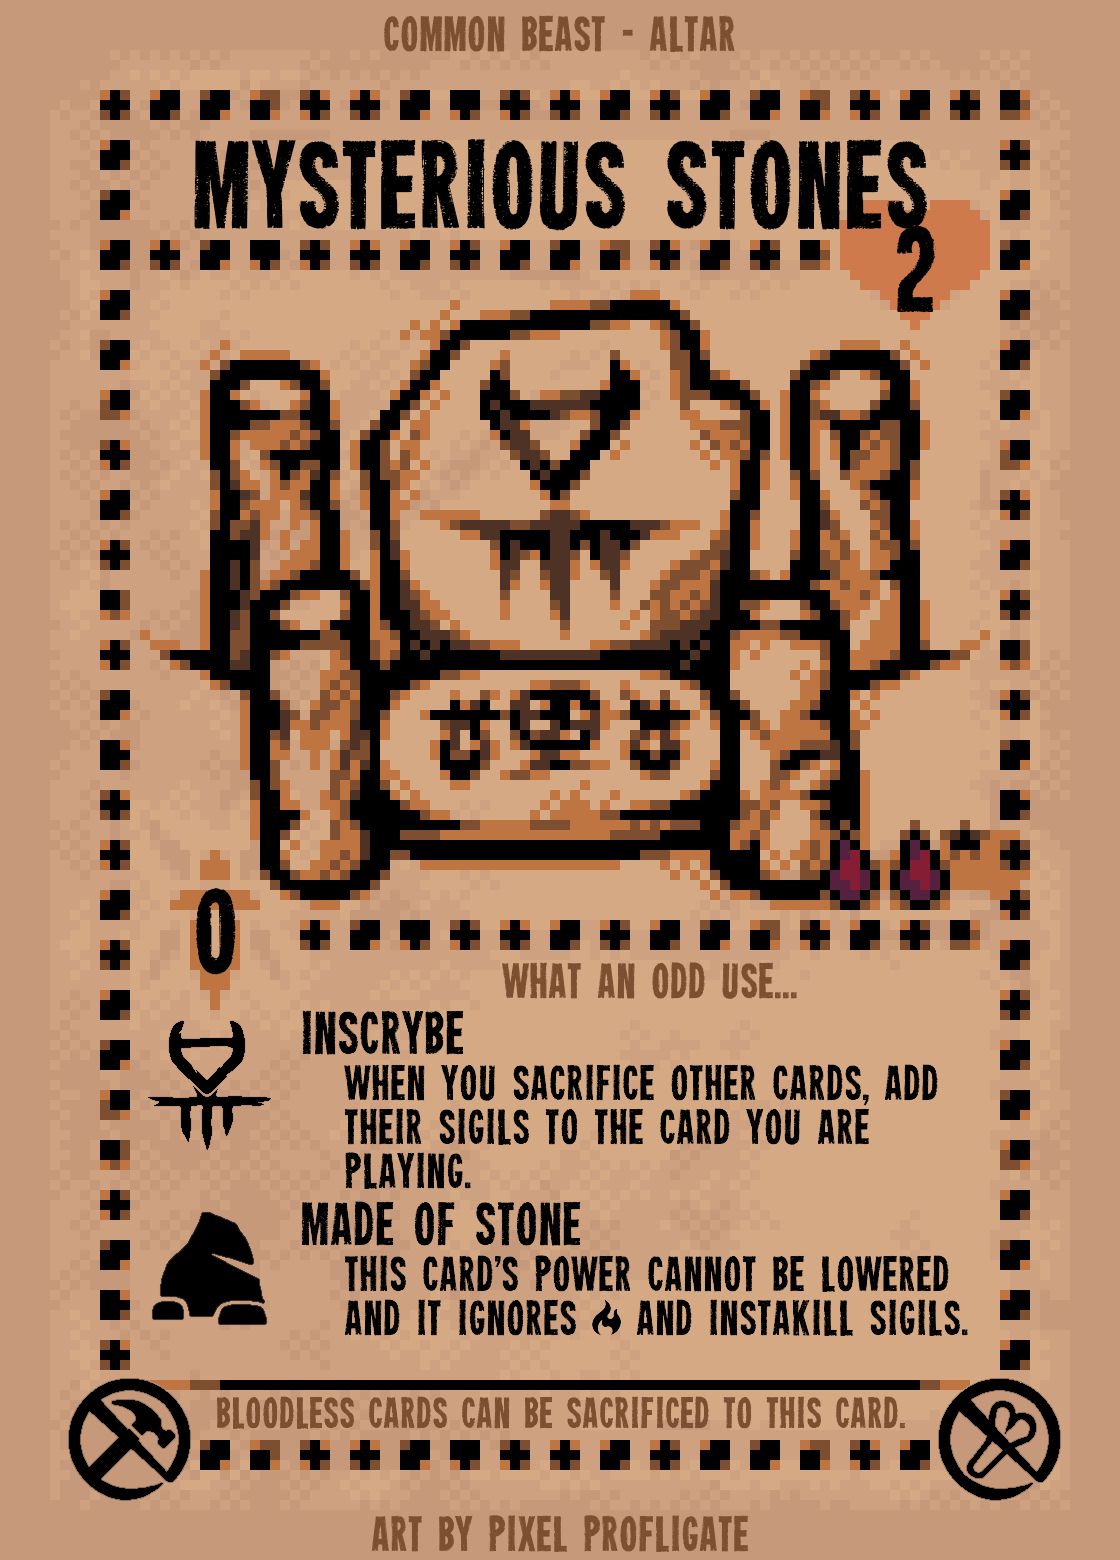 COMMON BEAST - ALTAR
MYSTERIOUS STONES
2
0
WHAT AN ODD USE...
INSCRYBE
WHEN YOU SACRIFICE OTHER CARDS, ADD
THEIR SIGILS TO THE CARD YOU ARE
PLAYING.
MADE OF STONE
THIS CARD'S POWER CANNOT BE LOWERED
AND IT IGNORES AND INSTAKILL SIGILS.
BLOODLESS CARDS CAN BE SACRIFICED TO THIS CARD.
ART BY PIXEL PROFLIGATE